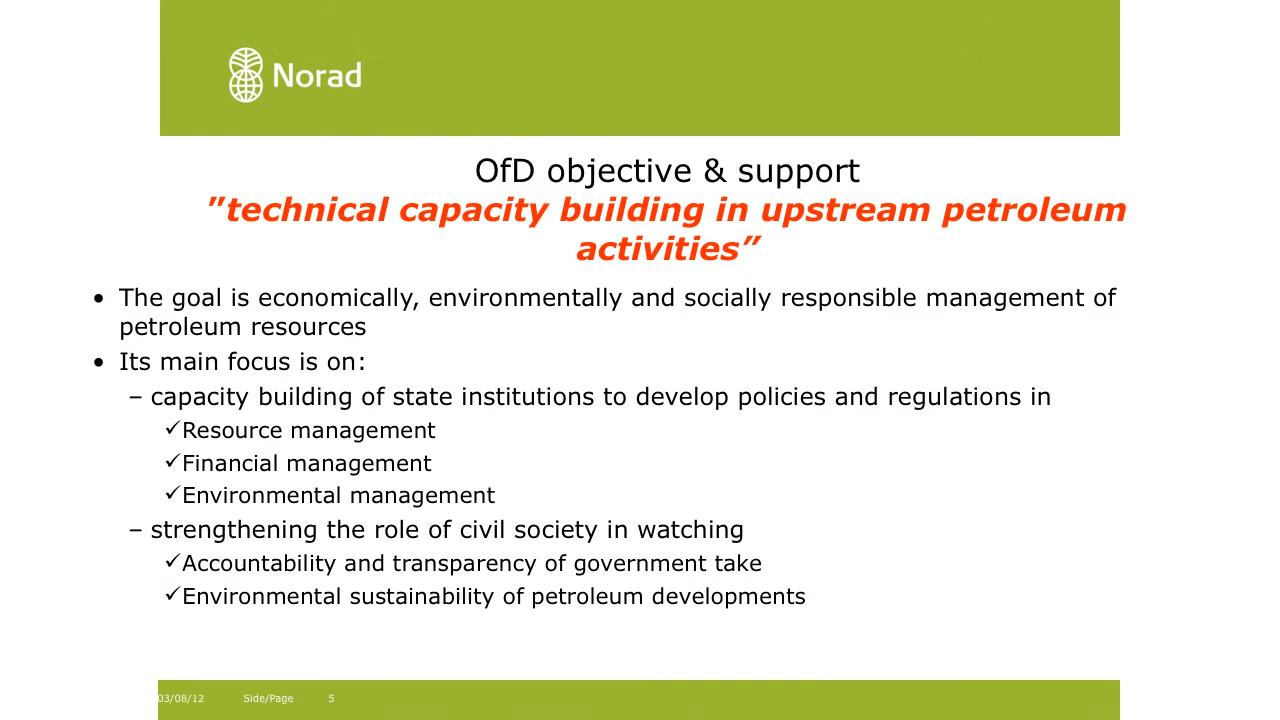 Norad
OfD objective & support
”technical capacity building in upstream petroleum
activities”
• The goal is economically, environmentally and socially responsible management of
petroleum resources
• Its main focus is on:
– capacity building of state institutions to develop policies and regulations in
✓Resource management
✓Financial management
✓Environmental management
– strengthening the role of civil society in watching
✓Accountability and transparency of government take
✓Environmental sustainability of petroleum developments
03/08/12 Side/Page 5